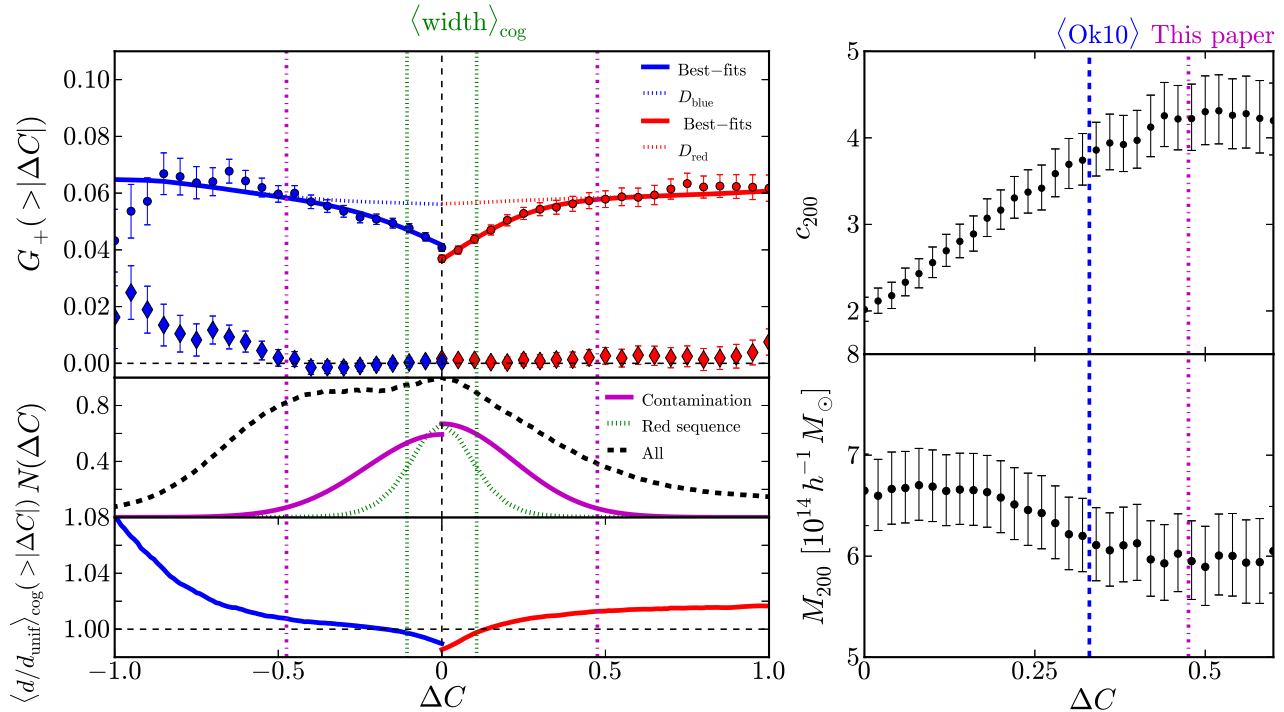 ⟨width⟩cog
⟨Ok10⟩ This paper
G+(>|ΔC|)
0.10
0.08
0.06
0.04
0.02
0.00
Best−fits
Dblue
Best−fits
Dred
N(ΔC)
0.8
0.4
Contamination
Red sequence
All
⟨d/dunif⟩cog(>|ΔC|)
1.08
1.04
1.00
−1.0
−0.5
0
0.5
1.0
ΔC
c200
5
4
3
2
M200 [10^14 h^−1 M⊙]
8
7
6
5
0
0.25
0.5
ΔC